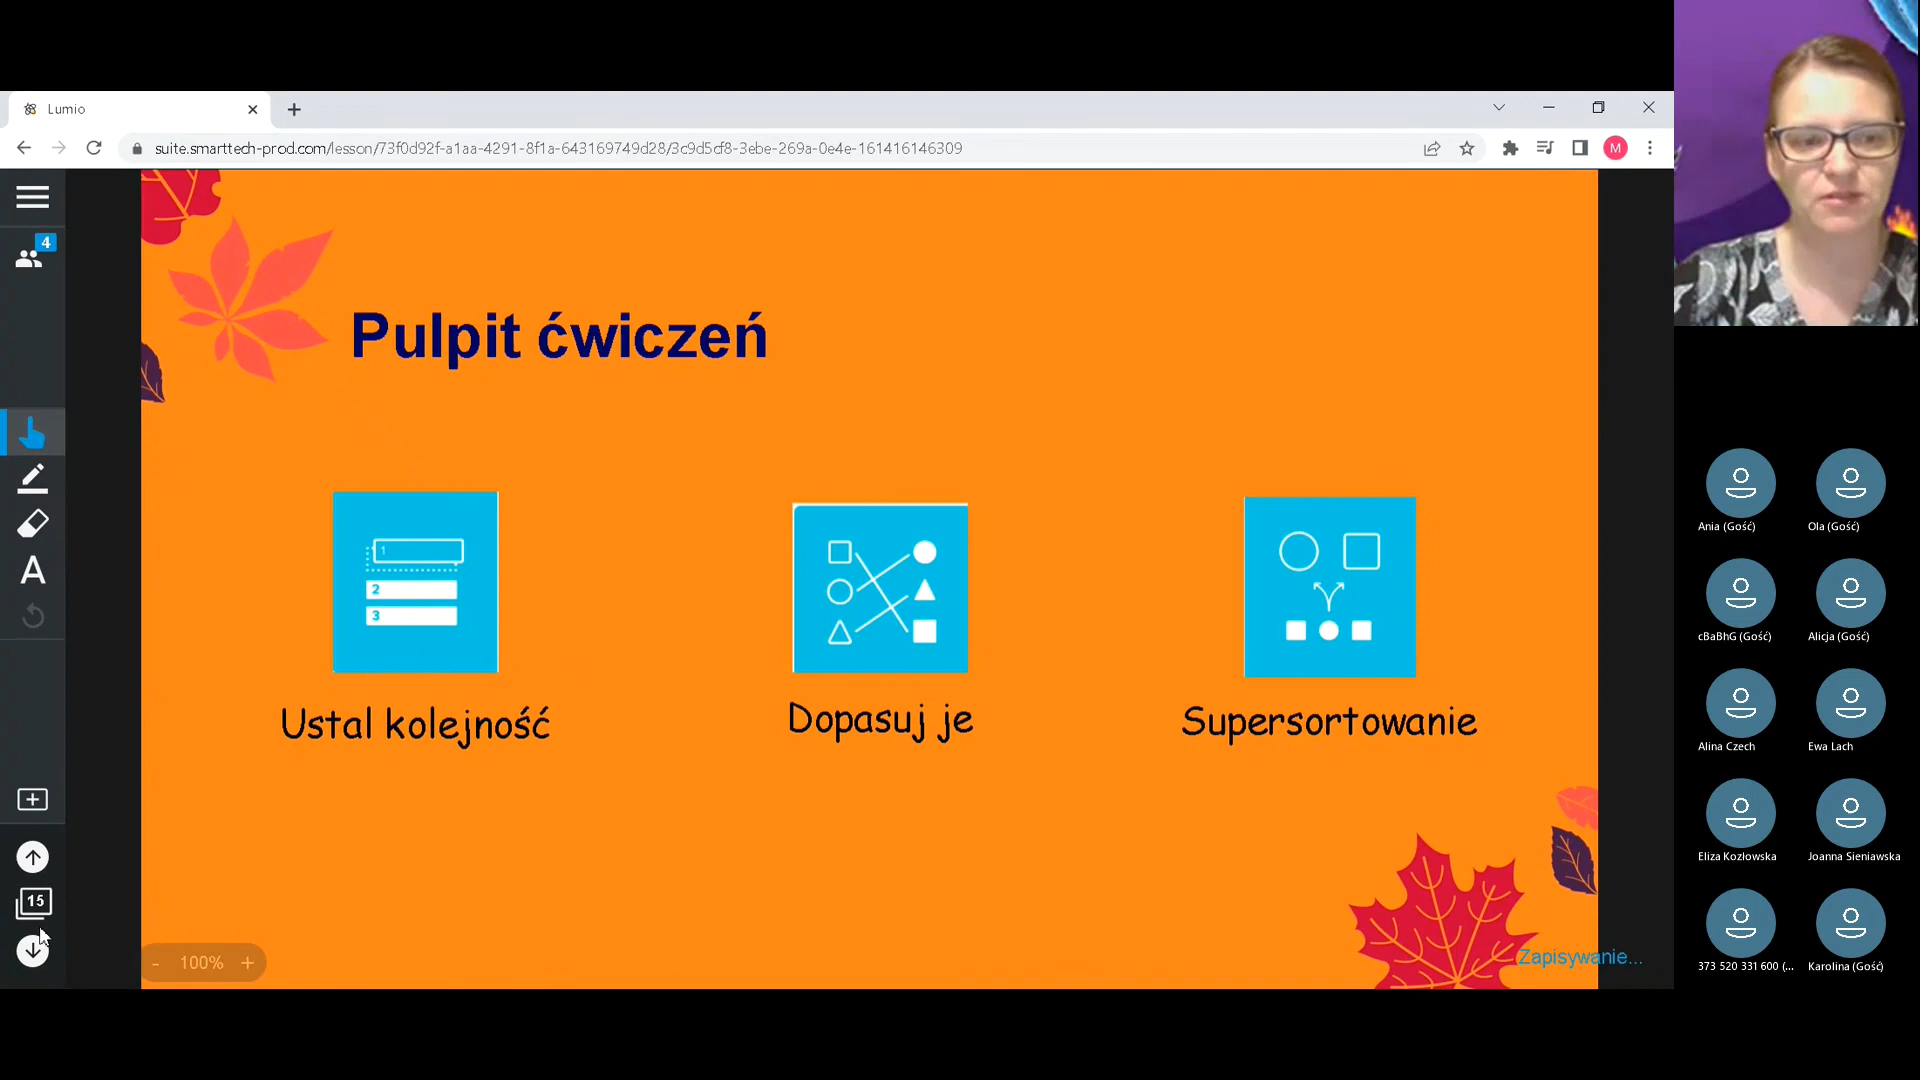 Lumio
suite.smarttech-prod.com/lesson/73f0d92f-a1aa-4291-8f1a-643169749d28/3c9d5cf8-3ebe-269a-0e4e-161416146309
M
4
Pulpit ćwiczeń
1
2
3
Ustal kolejność
Dopasuj je
Supersortowanie
A
15
- 100% +
Zapisywanie...
Ania (Gość)
Ola (Gość)
cBaBhG (Gość)
Alicja (Gość)
Alina Czech
Ewa Lach
Eliza Kozłowska
Joanna Sieniawska
373 520 331 600 (...
Karolina (Gość)